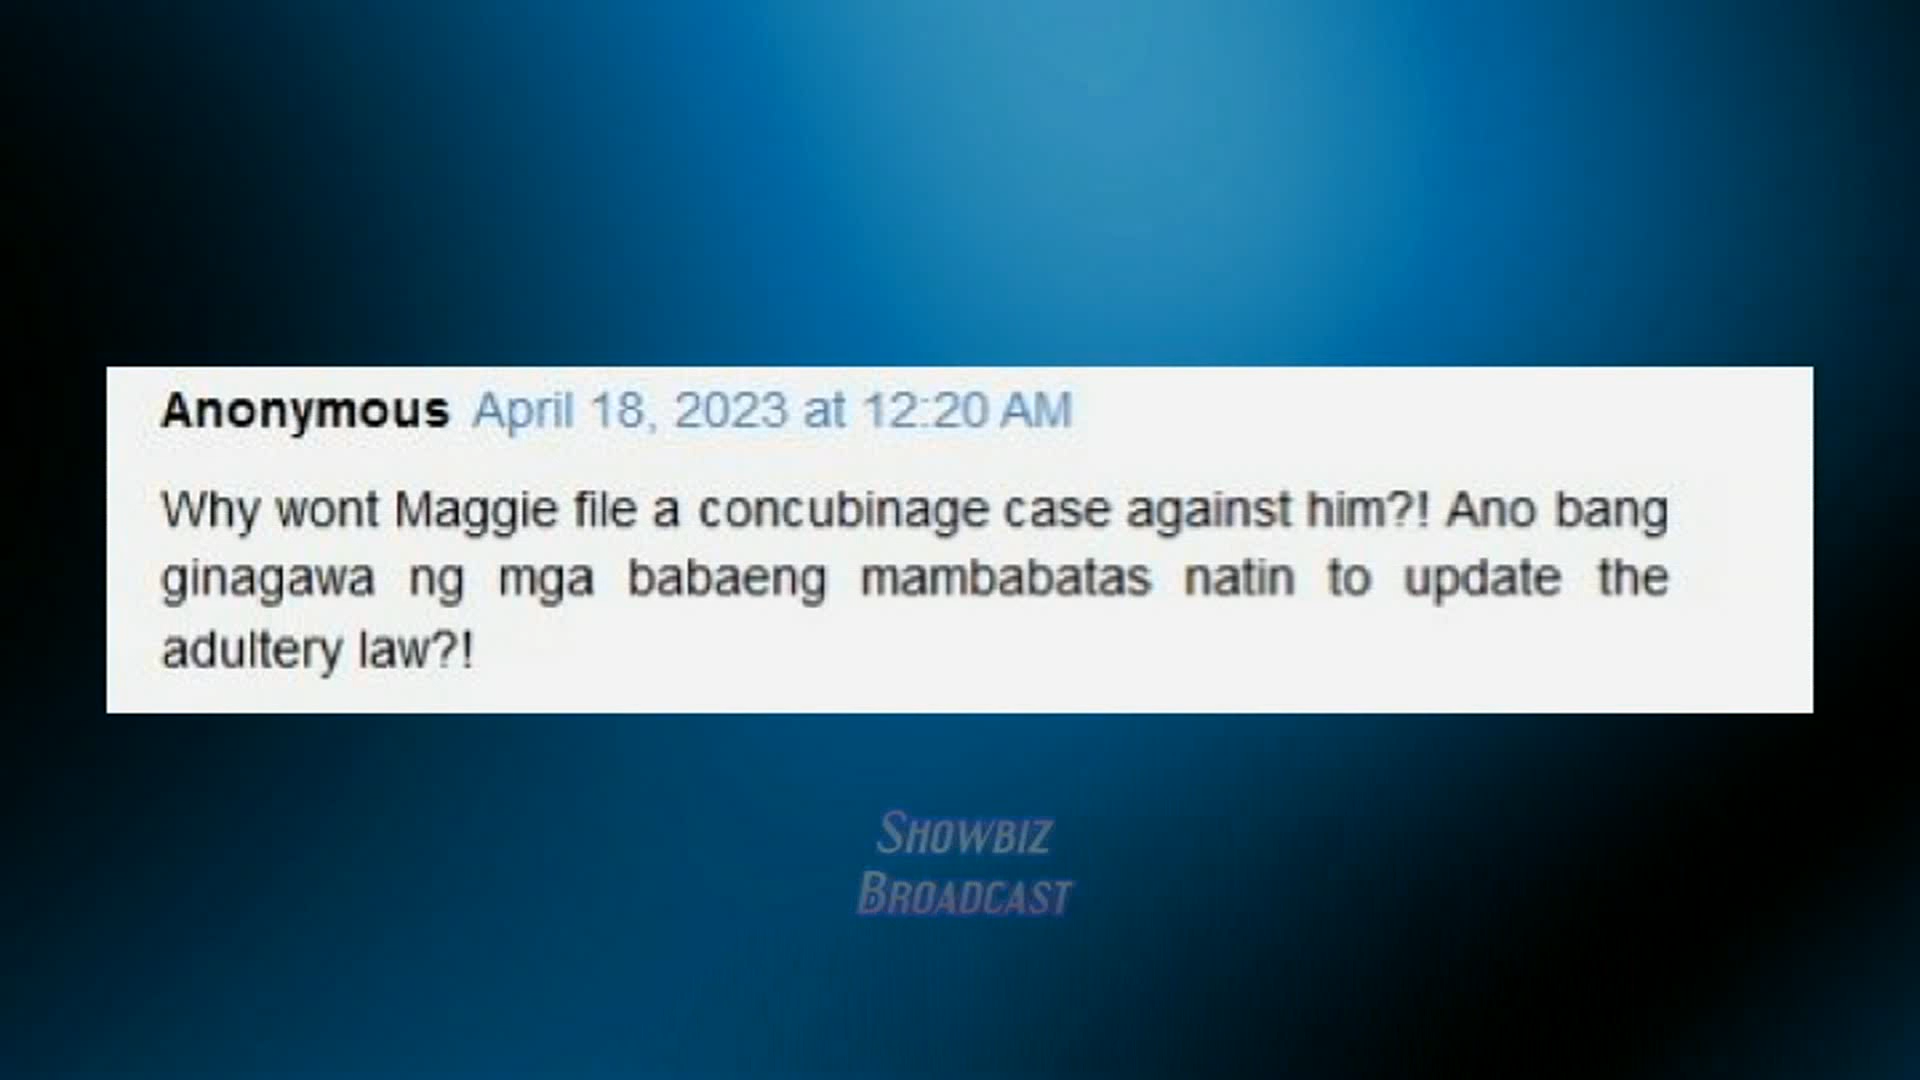 Anonymous April 18, 2023 at 12:20 AM
Why wont Maggie file a concubinage case against him?! Ano bang
ginagawa ng mga babaeng mambabatas natin to update the
adultery law?!
SHOWBIZ
BROADCAST